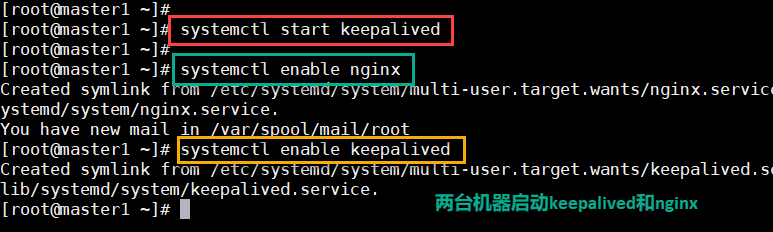 [root@master1 ~]#
[root@master1 ~]# systemctl start keepalived
[root@master1 ~]#
[root@master1 ~]# systemctl enable nginx
Created symlink from /etc/systemd/system/multi-user.target.wants/nginx.service
ystemd/system/nginx.service.
You have new mail in /var/spool/mail/root
[root@master1 ~]# systemctl enable keepalived
Created symlink from /etc/systemd/system/multi-user.target.wants/keepalived.se
lib/systemd/system/keepalived.service.
[root@master1 ~]#
两台机器启动keepalived和nginx